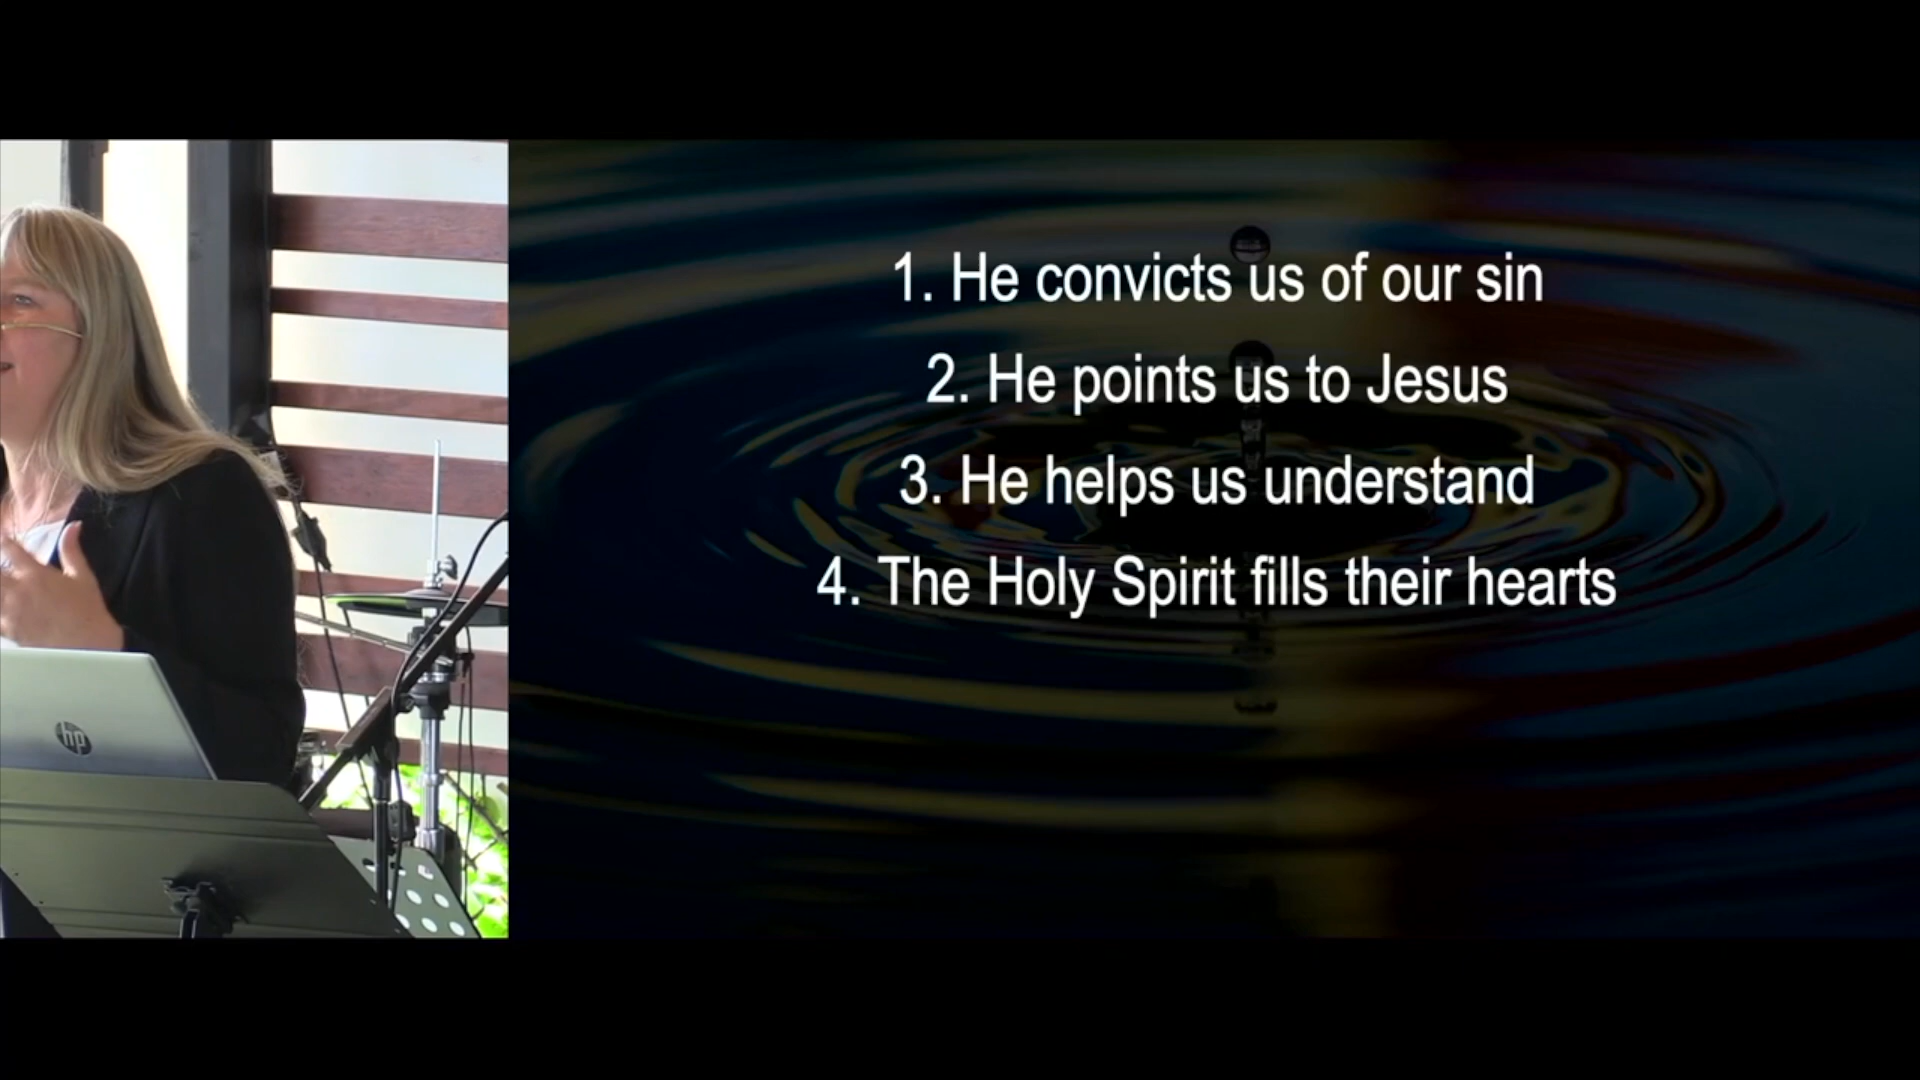 1. He convicts us of our sin
2. He points us to Jesus
3. He helps us understand
4. The Holy Spirit fills their hearts
hp